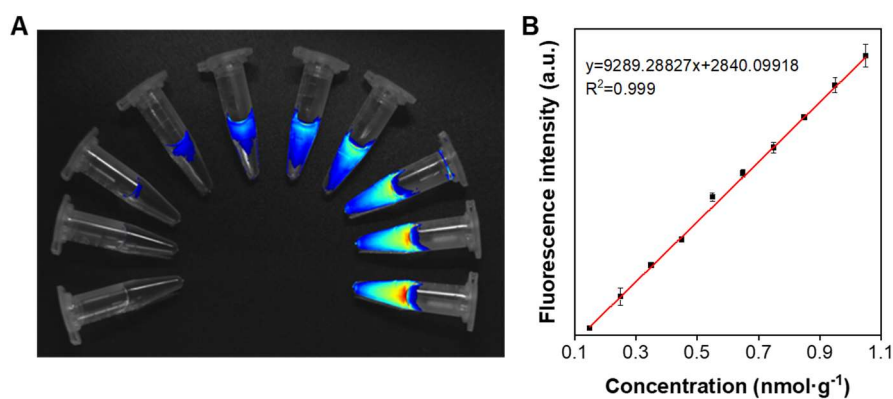 A
B
y=9289.28827x+2840.09918
R²=0.999
Fluorescence intensity (a.u.)
0.1 0.3 0.5 0.7 0.9 1.1
Concentration (nmol·g⁻¹)